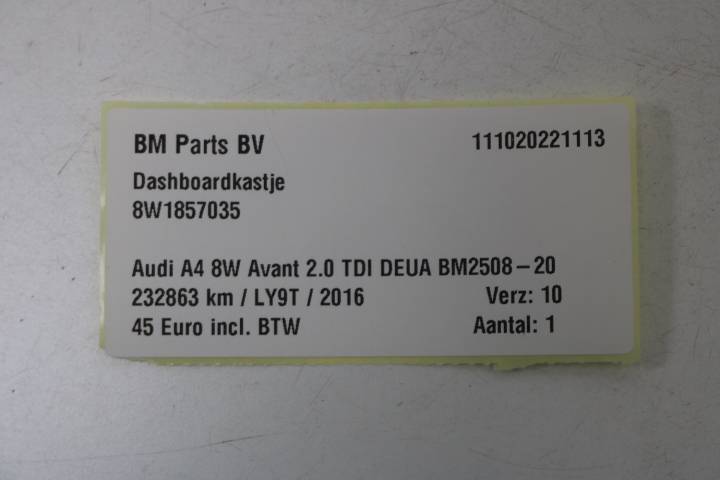 BM Parts BV 111020221113
Dashboardkastje
8W1857035
Audi A4 8W Avant 2.0 TDI DEUA BM2508-20
232863 km / LY9T / 2016 Verz: 10
45 Euro incl. BTW Aantal: 1